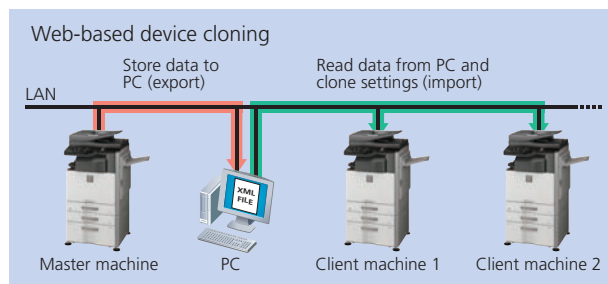 Web-based device cloning
Store data to
PC (export)
Read data from PC and
clone settings (import)
LAN
XML
FILE
Master machine
PC
Client machine 1
Client machine 2